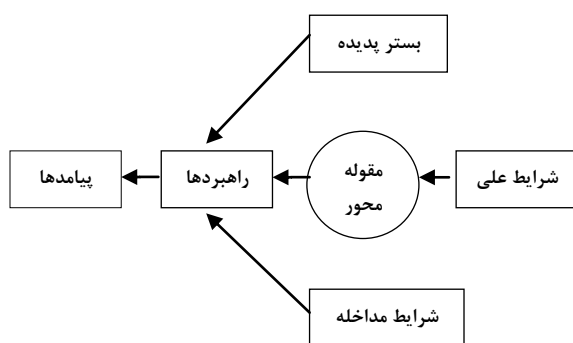 بستر پدیده
شرایط علی
مقوله
محور
راهبردها
پیامدها
شرایط مداخله